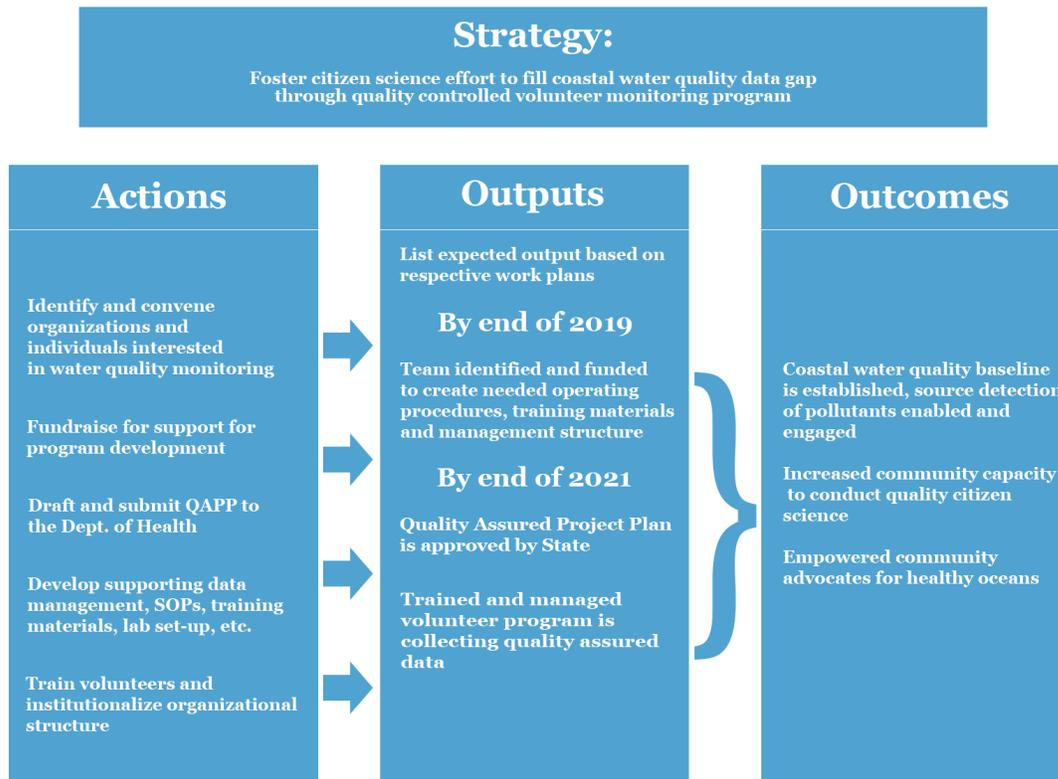 Strategy:
Foster citizen science effort to fill coastal water quality data gap
through quality controlled volunteer monitoring program
Actions
Identify and convene
organizations and
individuals interested
in water quality monitoring
Fundraise for support for
program development
Draft and submit QAPP to
the Dept. of Health
Develop supporting data
management, SOPs, training
materials, lab set-up, etc.
Train volunteers and
institutionalize organizational
structure
Outputs
List expected output based on
respective work plans
By end of 2019
Team identified and funded
to create needed operating
procedures, training materials
and management structure
By end of 2021
Quality Assured Project Plan
is approved by State
Trained and managed
volunteer program is
collecting quality assured
data
Outcomes
Coastal water quality baseline
is established, source detection
of pollutants enabled and
engaged
Increased community capacity
to conduct quality citizen
science
Empowered community
advocates for healthy oceans